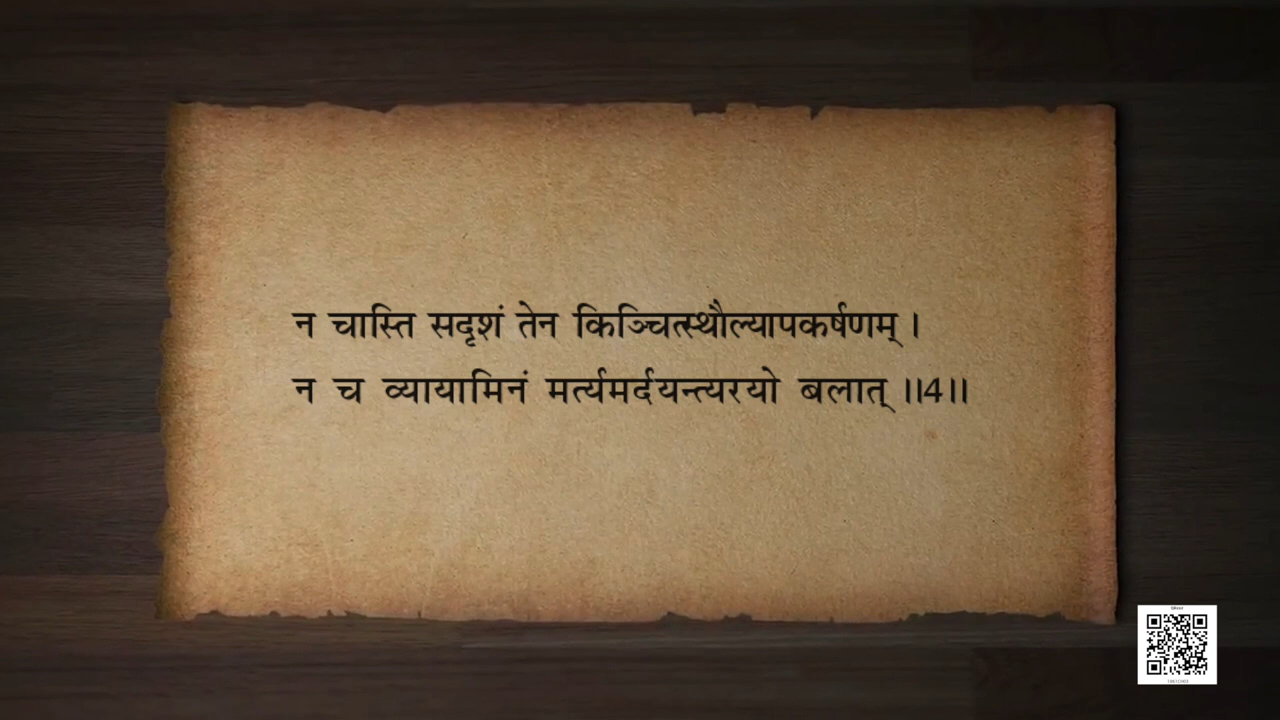 न चास्ति सदृशं तेन किञ्चित्स्थौल्यापकर्षणम् ।
न च व्यायामिनं मर्त्यमर्दयन्त्यरयो बलात् ।।4।।